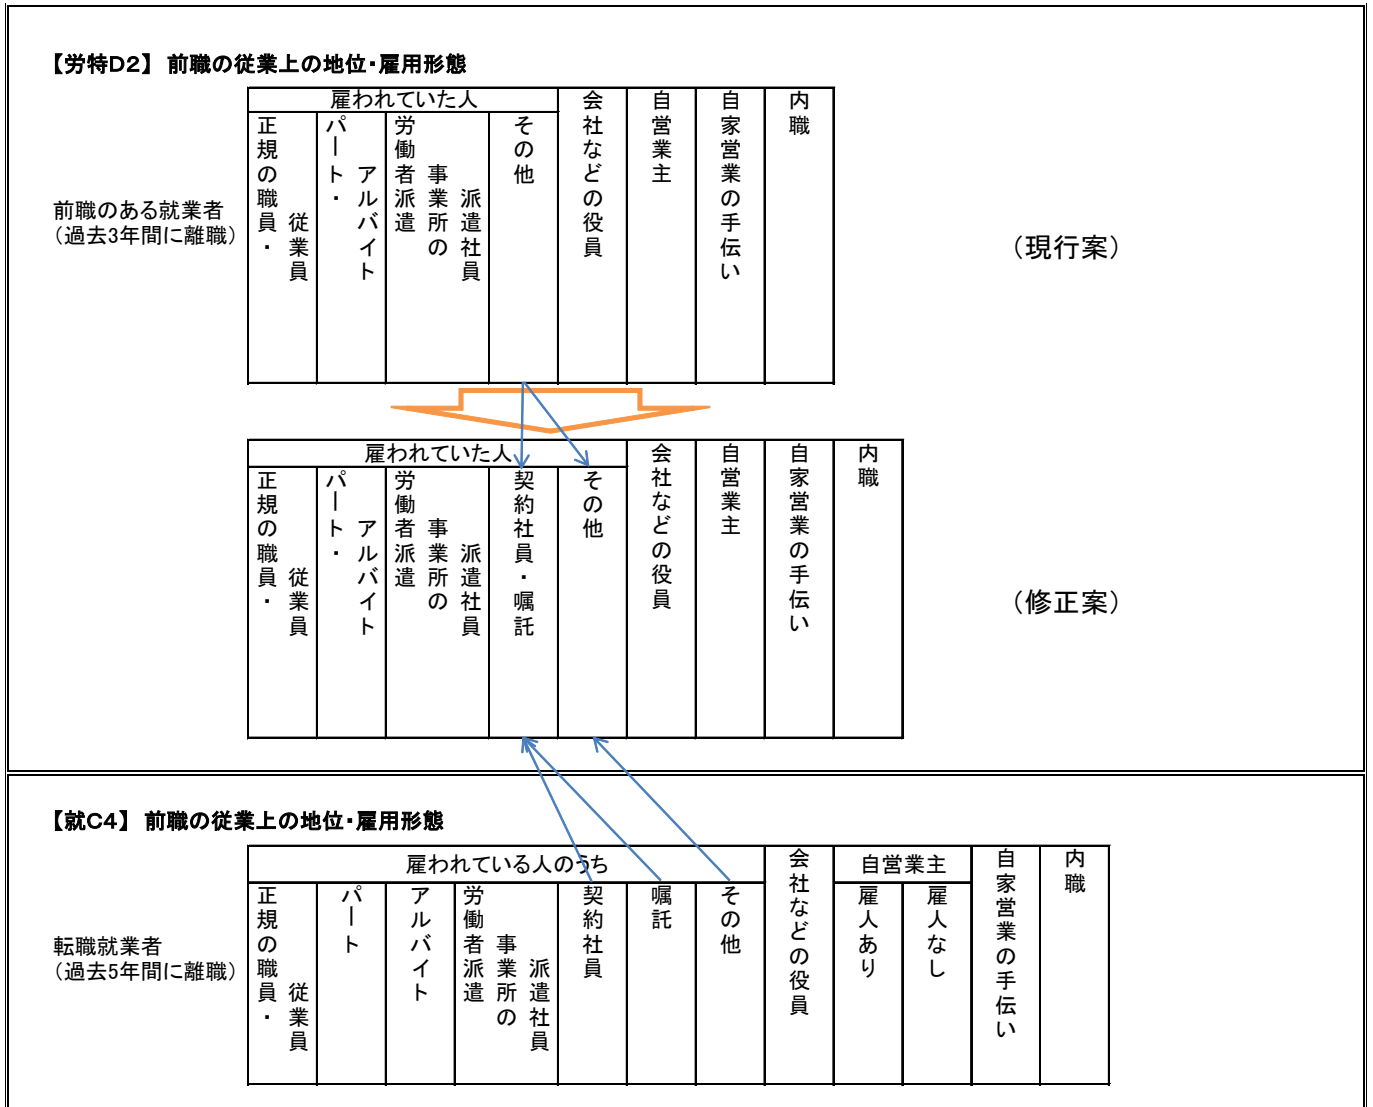 【労特D2】 前職の従業上の地位・雇用形態
雇われていた人
正規の職員・
従業員
パート・
アルバイト
労働者派遣
事業所の
派遣社員
その他
会社などの役員
自営業主
自家営業の手伝い
内職
前職のある就業者
（過去3年間に離職）
（現行案）
雇われていた人
正規の職員・
従業員
パート・
アルバイト
労働者派遣
事業所の
派遣社員
契約社員・嘱託
その他
会社などの役員
自営業主
自家営業の手伝い
内職
（修正案）
【就C4】 前職の従業上の地位・雇用形態
雇われている人のうち
正規の職員・
従業員
パート
アルバイト
労働者派遣
事業所の
派遣社員
契約社員
嘱託
その他
会社などの役員
自営業主
雇人あり
雇人なし
自家営業の手伝い
内職
転職就業者
（過去5年間に離職）